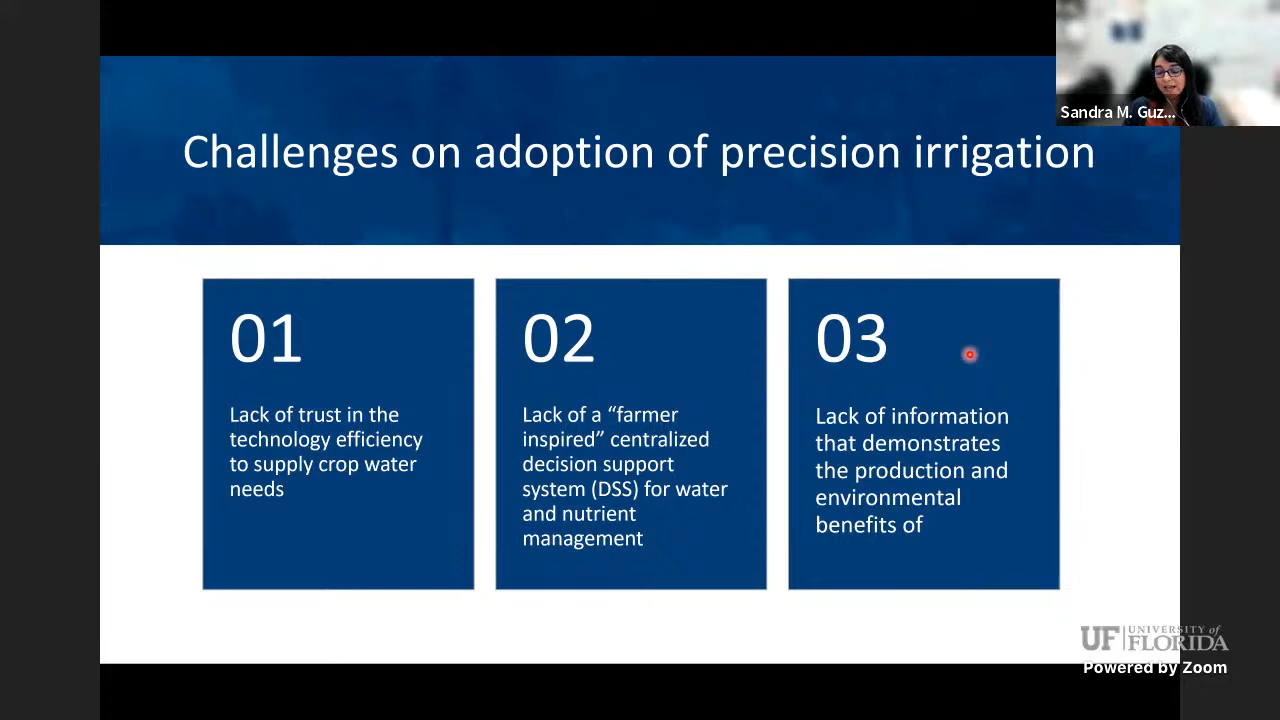 Sandra M. Guz...
Challenges on adoption of precision irrigation
01
Lack of trust in the
technology efficiency
to supply crop water
needs
02
Lack of a “farmer
inspired” centralized
decision support
system (DSS) for water
and nutrient
management
03
Lack of information
that demonstrates
the production and
environmental
benefits of
UF UNIVERSITY of
FLORIDA
Powered by Zoom